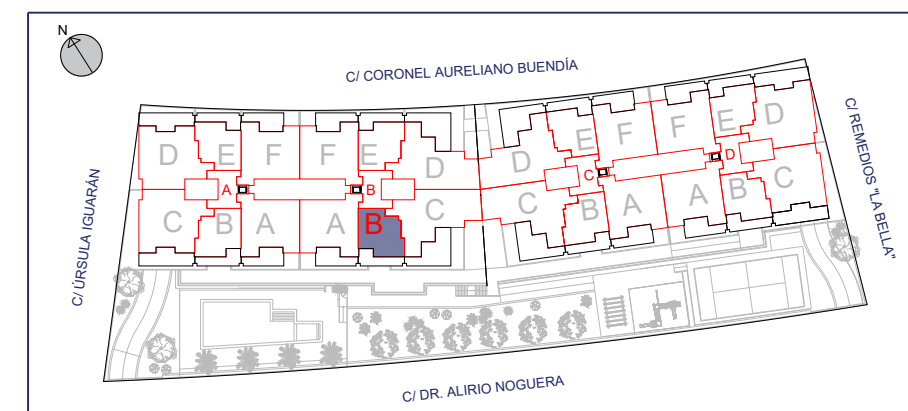 N
C/ CORONEL AURELIANO BUENDÍA
C/ REMEDIOS "LA BELLA"
C/ ÚRSULA IGUARÁN
D E F F E D D E F F E D
A B C D
C B A A B C C B A A B C
C/ DR. ALIRIO NOGUERA